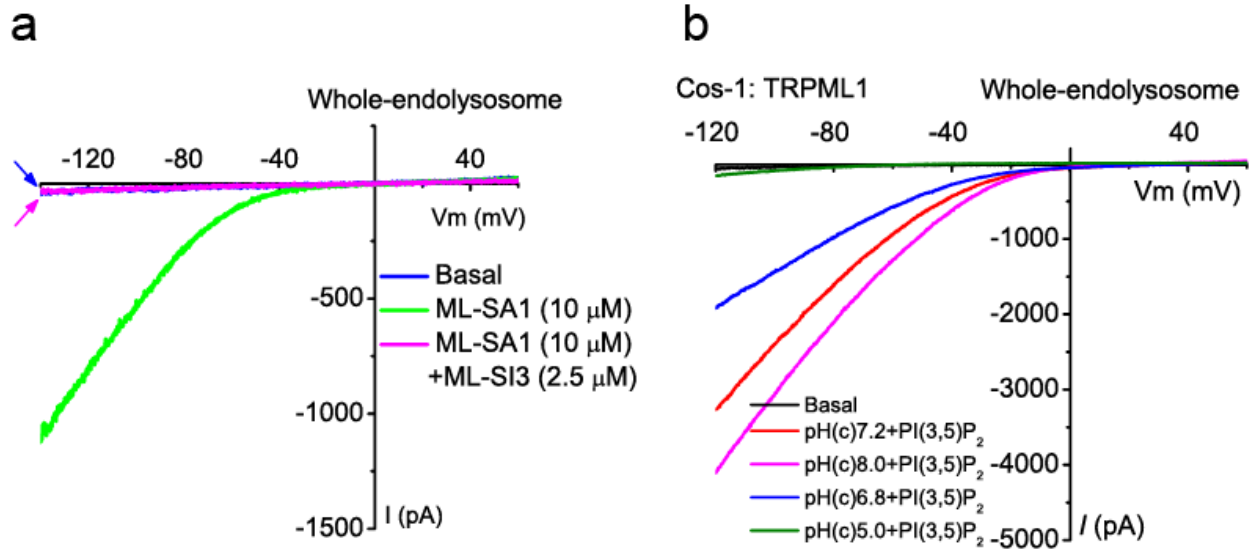 a
Whole-endolysosome
-120 -80 -40 40
Vm (mV)
-500
-1000
-1500
I (pA)
Basal
ML-SA1 (10 μM)
ML-SA1 (10 μM)
+ML-SI3 (2.5 μM)
b
Cos-1: TRPML1
Whole-endolysosome
-120 -80 -40 40
Vm (mV)
-1000
-2000
-3000
-4000
-5000
I (pA)
Basal
pH(c)7.2+PI(3,5)P₂
pH(c)8.0+PI(3,5)P₂
pH(c)6.8+PI(3,5)P₂
pH(c)5.0+PI(3,5)P₂